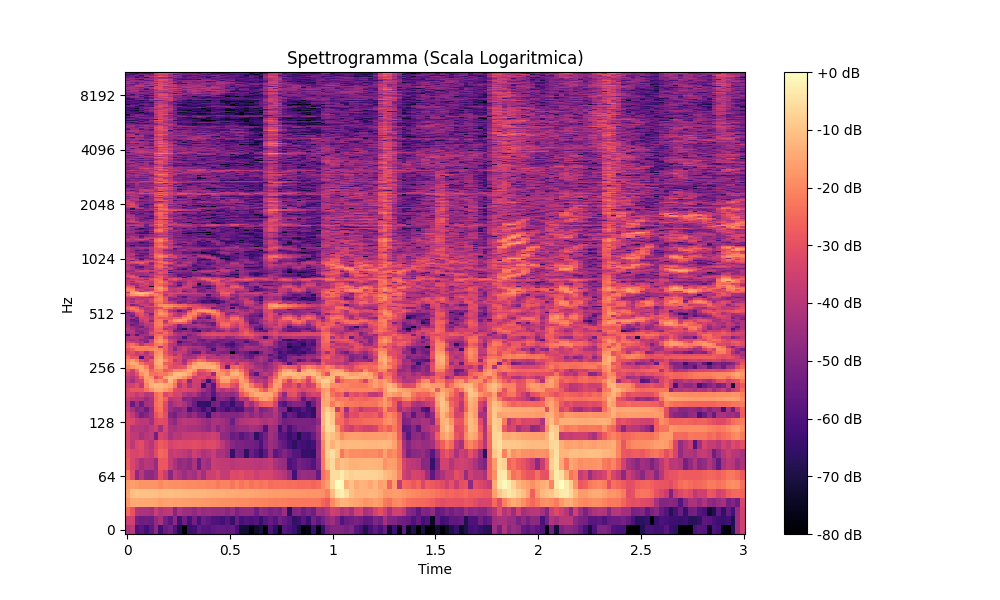 Spettrogramma (Scala Logaritmica)
8192
4096
2048
1024
512
256
128
64
0
Hz
0 0.5 1 1.5 2 2.5 3
Time
+0 dB
-10 dB
-20 dB
-30 dB
-40 dB
-50 dB
-60 dB
-70 dB
-80 dB